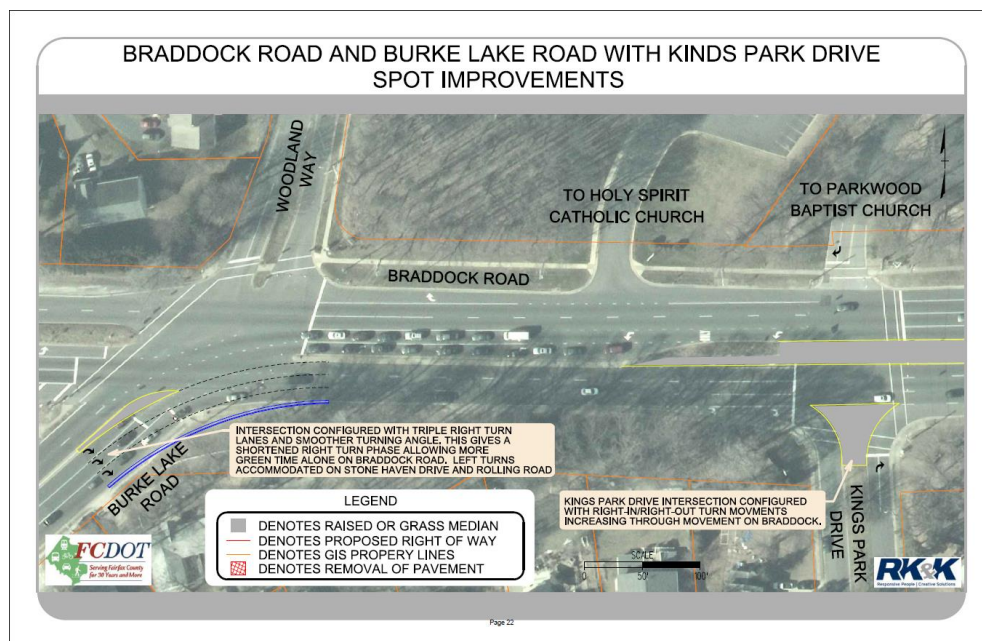 BRADDOCK ROAD AND BURKE LAKE ROAD WITH KINDS PARK DRIVE
SPOT IMPROVEMENTS
WOODLAND
WAY
TO HOLY SPIRIT
CATHOLIC CHURCH
TO PARKWOOD
BAPTIST CHURCH
BRADDOCK ROAD
INTERSECTION CONFIGURED WITH TRIPLE RIGHT TURN
LANES AND SMOOTHER TURNING ANGLE. THIS GIVES A
SHORTENED RIGHT TURN PHASE ALLOWING MORE
GREEN TIME ALONE ON BRADDOCK ROAD. LEFT TURNS
ACCOMMODATED ON STONE HAVEN DRIVE AND ROLLING ROAD
BURKE LAKE
ROAD
KINGS PARK DRIVE INTERSECTION CONFIGURED
WITH RIGHT-IN/RIGHT-OUT TURN MOVMENTS
INCREASING THROUGH MOVEMENT ON BRADDOCK.
KINGS PARK
DRIVE
LEGEND
DENOTES RAISED OR GRASS MEDIAN
DENOTES PROPOSED RIGHT OF WAY
DENOTES GIS PROPERY LINES
DENOTES REMOVAL OF PAVEMENT
SCALE
0 50' 100'
FCDOT
Serving Fairfax County
for 30 Years and More
RK&K
Responsive People | Creative Solutions
Page 22